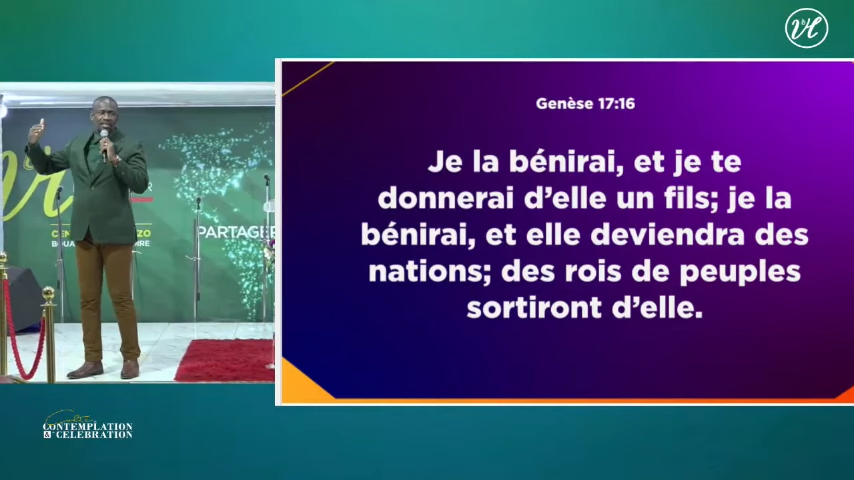 Genèse 17:16
Je la bénirai, et je te
donnerai d'elle un fils; je la
bénirai, et elle deviendra des
nations; des rois de peuples
sortiront d'elle.
PARTAGE
CONTEMPLATION
& CELEBRATION